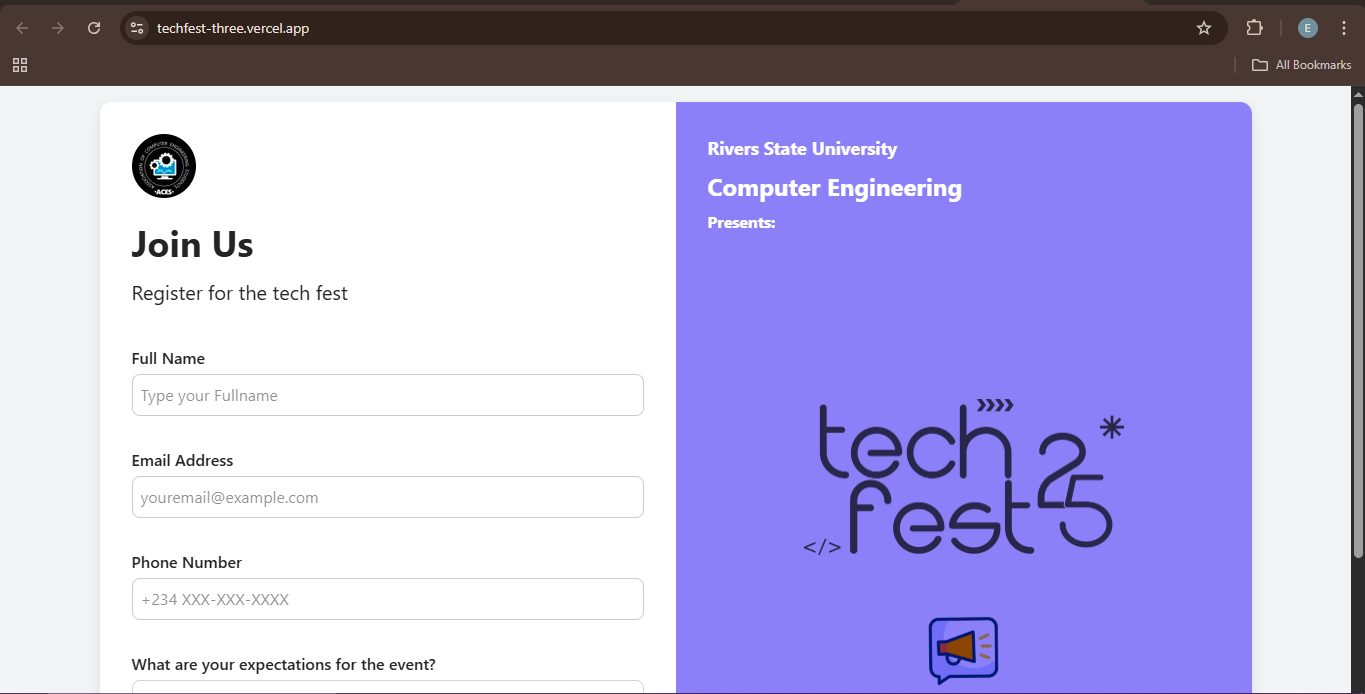 techfest-three.vercel.app
E
All Bookmarks
ASSOCIATION OF COMPUTER ENGINEERING STUDENTS
•ACES•
Join Us
Register for the tech fest
Full Name
Type your Fullname
Email Address
youremail@example.com
Phone Number
+234 XXX-XXX-XXXX
What are your expectations for the event?
Rivers State University
Computer Engineering
Presents:
tech
fest 25
</>